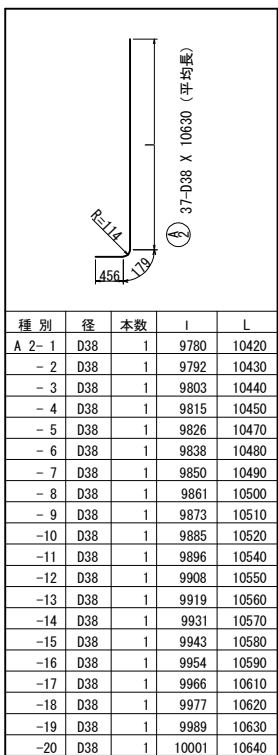 l
37-D38 X 10630 (平均長)
A2
R=114
456
179
種 別 径 本数 l L
A 2- 1 D38 1 9780 10420
- 2 D38 1 9792 10430
- 3 D38 1 9803 10440
- 4 D38 1 9815 10450
- 5 D38 1 9826 10470
- 6 D38 1 9838 10480
- 7 D38 1 9850 10490
- 8 D38 1 9861 10500
- 9 D38 1 9873 10510
-10 D38 1 9885 10520
-11 D38 1 9896 10540
-12 D38 1 9908 10550
-13 D38 1 9919 10560
-14 D38 1 9931 10570
-15 D38 1 9943 10580
-16 D38 1 9954 10590
-17 D38 1 9966 10610
-18 D38 1 9977 10620
-19 D38 1 9989 10630
-20 D38 1 10001 10640